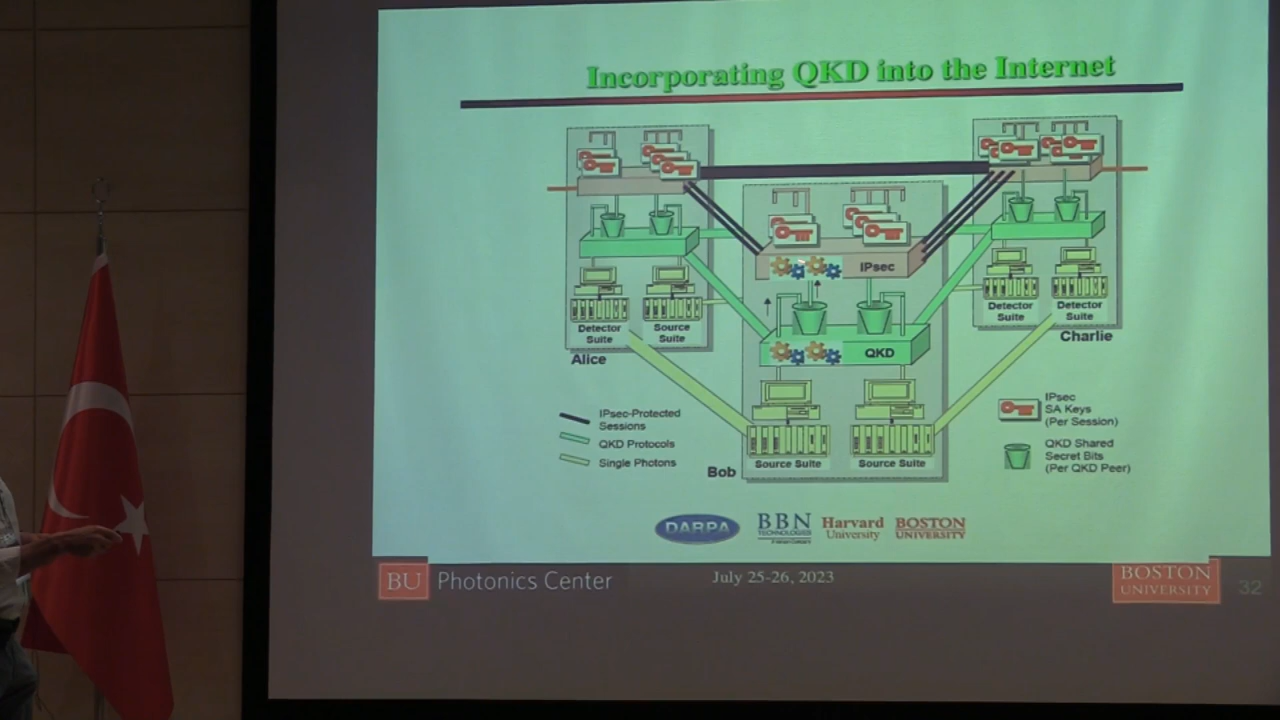 Incorporating QKD into the Internet
IPsec
Detector
Suite
Source
Suite
Alice
Detector
Suite
Detector
Suite
Charlie
QKD
IPsec-Protected
Sessions
QKD Protocols
Single Photons
Bob
Source Suite
Source Suite
IPsec
SA Keys
(Per Session)
QKD Shared
Secret Bits
(Per QKD Peer)
DARPA
BBN
TECHNOLOGIES
Harvard
University
BOSTON
UNIVERSITY
BU Photonics Center
July 25-26, 2023
BOSTON
UNIVERSITY
32